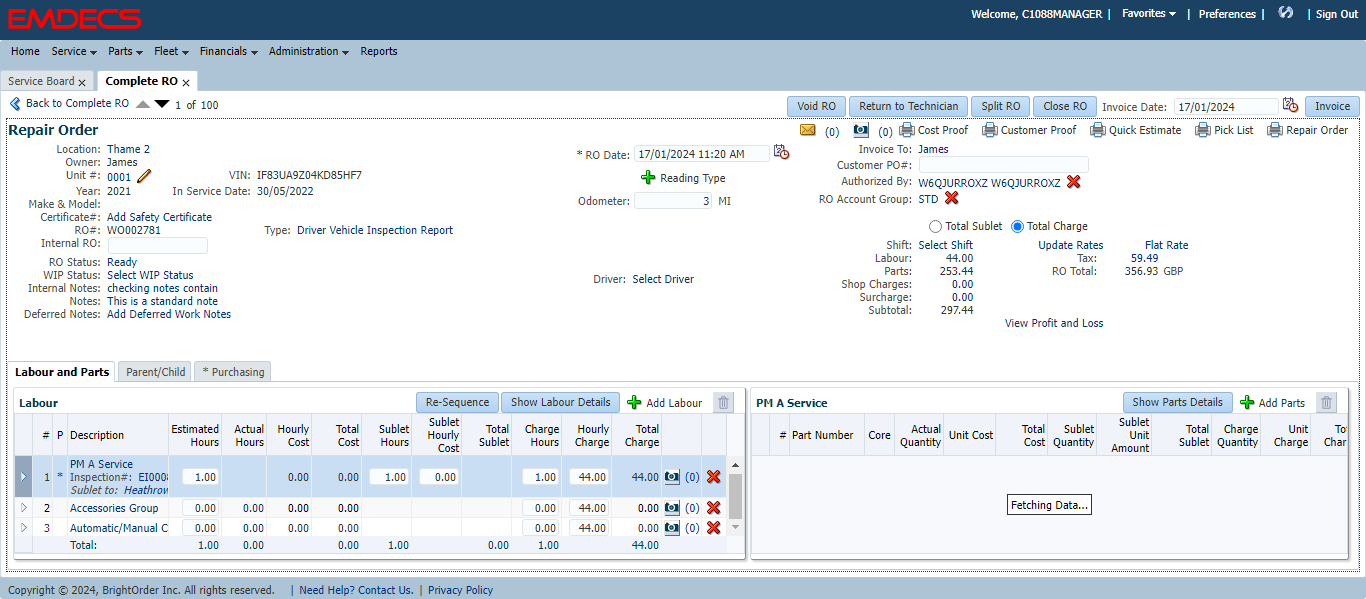 EMDECS
Welcome, C1088MANAGER | Favorites | Preferences | | Sign Out
Home Service Parts Fleet Financials Administration Reports
Service Board x Complete RO x
Back to Complete RO 1 of 100
Void RO Return to Technician Split RO Close RO Invoice Date: 17/01/2024 Invoice
Repair Order
(0) (0) Cost Proof Customer Proof Quick Estimate Pick List Repair Order
Location: Thame 2
Owner: James
Unit #: 0001 VIN: IF83UA9Z04KD85HF7
Year: 2021 In Service Date: 30/05/2022
Make & Model:
Certificate#: Add Safety Certificate
RO#: WO002781 Type: Driver Vehicle Inspection Report
Internal RO:
RO Status: Ready
WIP Status: Select WIP Status
Internal Notes: checking notes contain
Notes: This is a standard note
Deferred Notes: Add Deferred Work Notes
* RO Date: 17/01/2024 11:20 AM
Reading Type
Odometer: 3 MI
Driver: Select Driver
Invoice To: James
Customer PO#:
Authorized By: W6QJURROXZ W6QJURROXZ
RO Account Group: STD
Total Sublet Total Charge
Shift: Select Shift Update Rates Flat Rate
Labour: 44.00 Tax: 59.49
Parts: 253.44 RO Total: 356.93 GBP
Shop Charges: 0.00
Surcharge: 0.00
Subtotal: 297.44
View Profit and Loss
Labour and Parts Parent/Child * Purchasing
Labour Re-Sequence Show Labour Details Add Labour
# P Description Estimated Hours Actual Hours Hourly Cost Total Cost Sublet Hours Sublet Hourly Cost Total Sublet Charge Hours Hourly Charge Total Charge
PM A Service
1 * Inspection#: EI000 1.00 0.00 0.00 1.00 0.00 1.00 44.00 44.00 (0)
Sublet to: Heathrow
2 Accessories Group 0.00 0.00 0.00 0.00 0.00 44.00 0.00 (0)
3 Automatic/Manual C 0.00 0.00 0.00 0.00 0.00 44.00 0.00 (0)
Total: 1.00 0.00 0.00 1.00 0.00 1.00 44.00
PM A Service Show Parts Details Add Parts
# Part Number Core Actual Quantity Unit Cost Total Cost Sublet Quantity Sublet Unit Amount Total Sublet Charge Quantity Unit Charge
Fetching Data...
Copyright © 2024, BrightOrder Inc. All rights reserved. | Need Help? Contact Us. | Privacy Policy